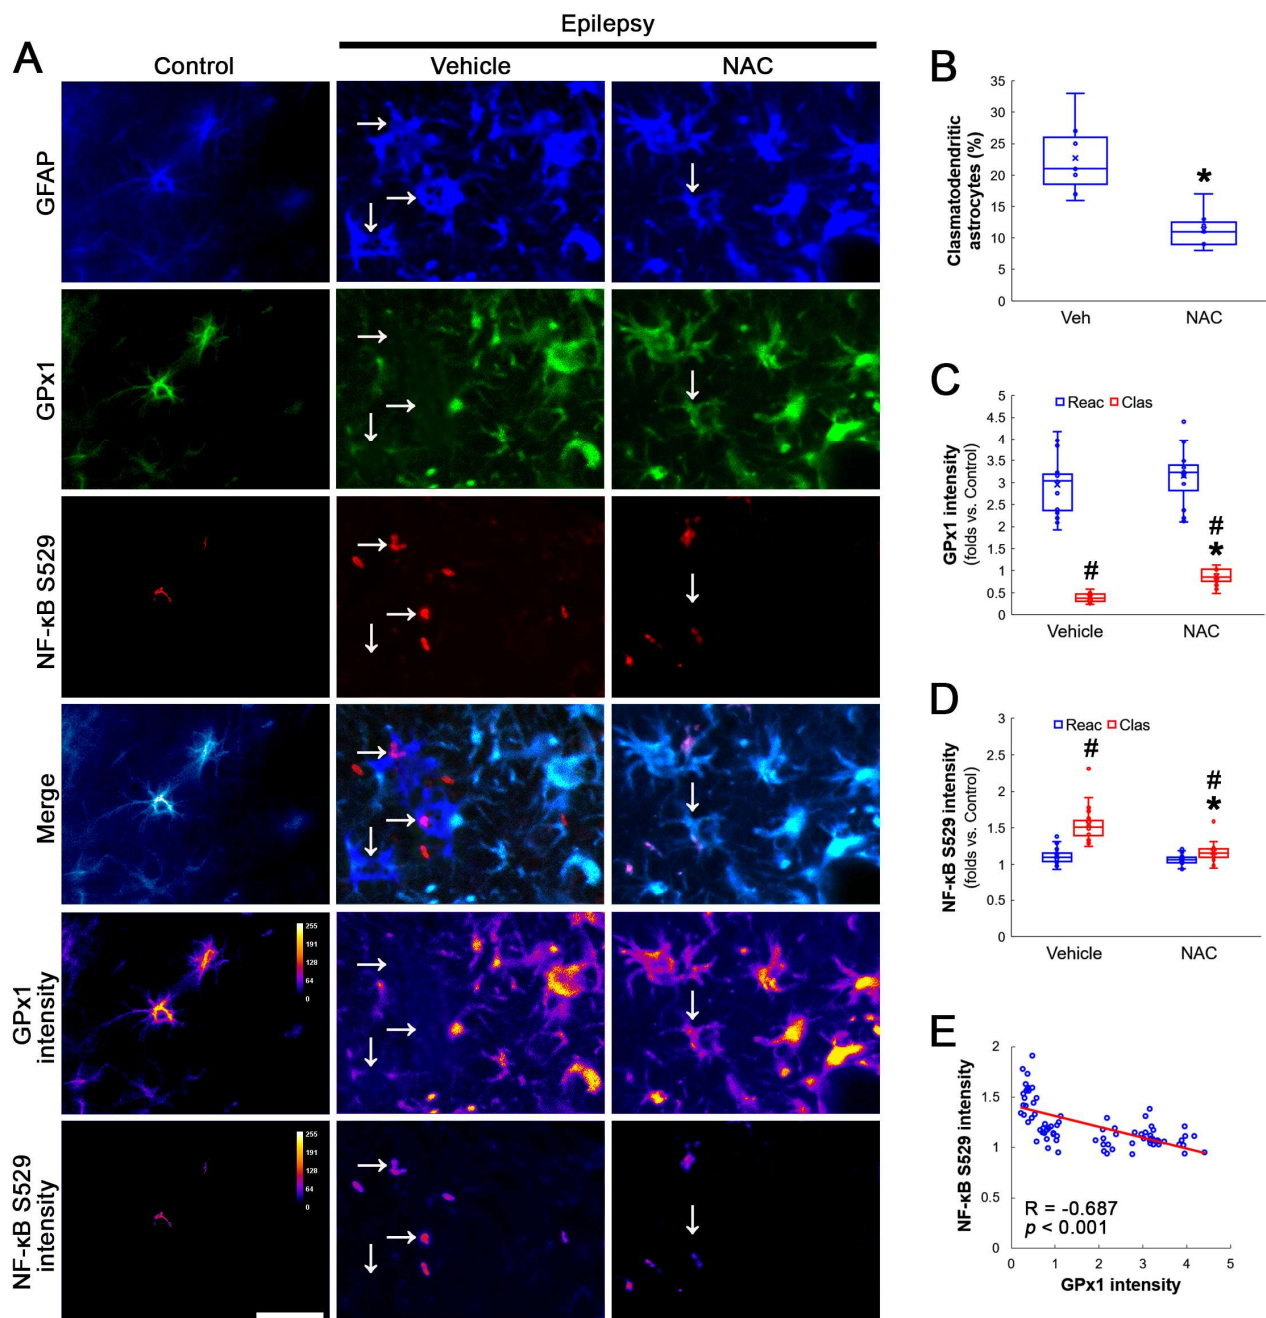 A
Epilepsy
Control
Vehicle
NAC
GFAP
GPx1
NF-κB S529
Merge
GPx1
intensity
255
191
128
64
0
NF-κB S529
intensity
255
191
128
64
0
B
Clasmatodendritic
astrocytes (%)
35
30
25
20
15
10
5
0
*
Veh
NAC
C
GPx1 intensity
(folds vs. Control)
5
4.5
4
3.5
3
2.5
2
1.5
1
0.5
0
Reac
Clas
#
#
*
Vehicle
NAC
D
NF-κB S529 intensity
(folds vs. Control)
3
2.5
2
1.5
1
0.5
0
Reac
Clas
#
#
*
Vehicle
NAC
E
NF-κB S529 intensity
2
1.5
1
0.5
0
R = -0.687
p < 0.001
0
1
2
3
4
5
GPx1 intensity